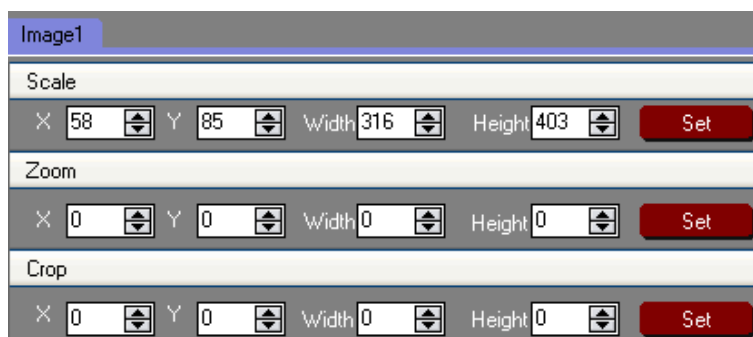 Image1
Scale
X 58 Y 85 Width 316 Height 403 Set
Zoom
X 0 Y 0 Width 0 Height 0 Set
Crop
X 0 Y 0 Width 0 Height 0 Set